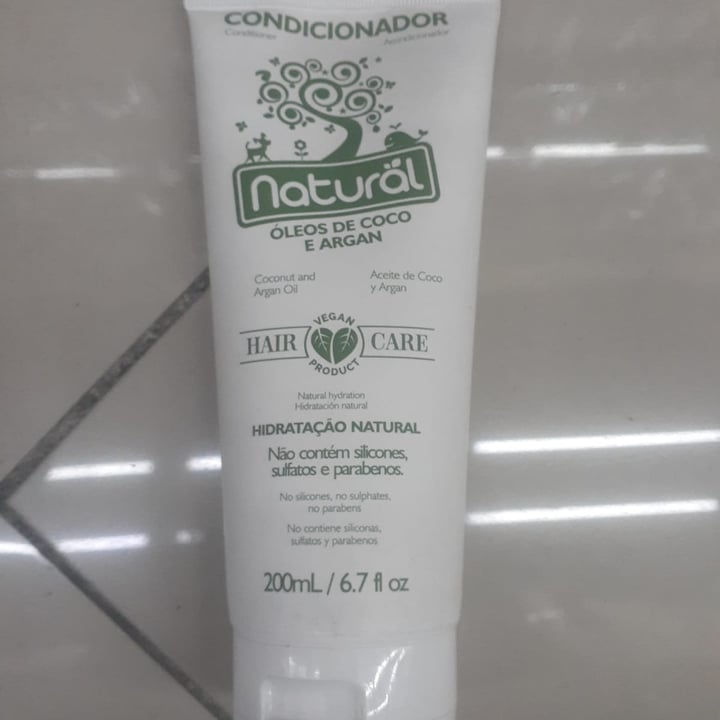 CONDICIONADOR
Conditioner Acondicionador
naturäl
ÓLEOS DE COCO
E ARGAN
Coconut and
Argan Oil
Aceite de Coco
y Argan
VEGAN
HAIR CARE
PRODUCT
Natural hydration
Hidratación natural
HIDRATAÇÃO NATURAL
Não contém silicones,
sulfatos e parabenos.
No silicones, no sulphates,
no parabens
No contiene siliconas,
sulfatos y parabenos
200mL / 6.7 fl oz